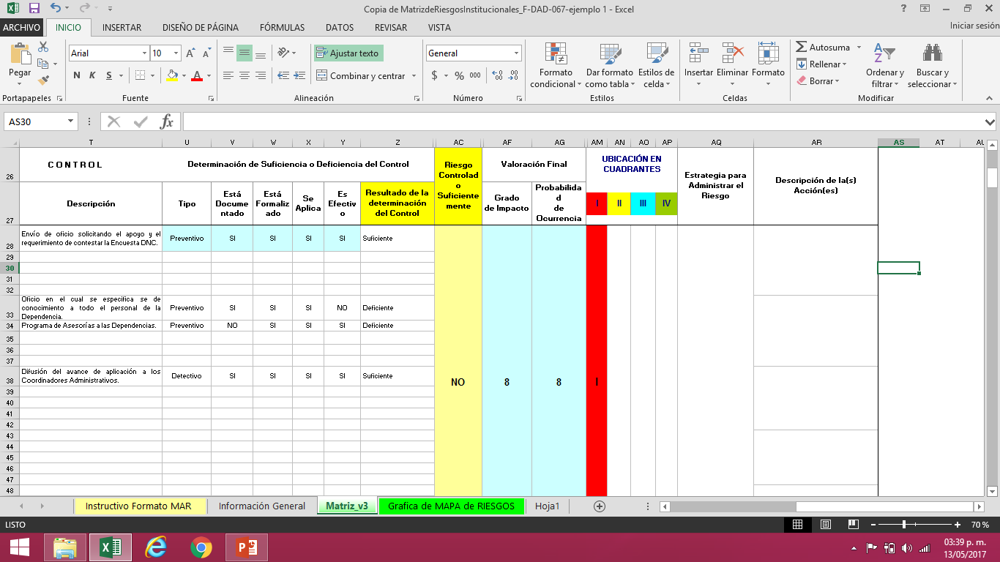 Copia de MatrizdeRiesgosInstitucionales_F-DAD-067-ejemplo 1 - Excel
ARCHIVO INICIO INSERTAR DISEÑO DE PÁGINA FÓRMULAS DATOS REVISAR VISTA Iniciar sesión
Pegar
Arial 10
Ajustar texto
General
N K S
Combinar y centrar
$ % 000
Formato condicional
Dar formato como tabla
Estilos de celda
Insertar Eliminar Formato
Autosuma
Rellenar
Borrar
Ordenar y filtrar
Buscar y seleccionar
Portapapeles Fuente Alineación Número Estilos Celdas Modificar
AS30 fx
T U V W X Y Z AC AF AG AM AN AO AP AQ AR AS AT AU
26
CONTROL
Determinación de Suficiencia o Deficiencia del Control
Riesgo
Controlad
o
Suficiente
mente
Valoración Final
UBICACIÓN EN
CUADRANTES
Estrategia para
Administrar el
Riesgo
Descripción de la(s)
Acción(es)
27
Descripción
Tipo
Está
Docume
ntado
Está
Formaliz
ado
Se
Aplica
Es
Efectiv
o
Resultado de la
determinación
del Control
Grado
de Impacto
Probabilida
d
de
Ocurrencia
I II III IV
28
Envío de oficio solicitando el apoyo y el
requerimiento de contestar la Encuesta DNC.
Preventivo SI SI SI SI Suficiente
29
30
31
32
33
Oficio en el cual se especifica se de
conocimiento a todo el personal de la
Dependencia.
Preventivo SI SI SI NO Deficiente
34 Programa de Asesorías a las Dependencias. Preventivo NO SI SI SI Deficiente
35
36
37
38
Difusión del avance de aplicación a los
Coordinadores Administrativos.
Detectivo SI SI SI SI Suficiente
NO 8 8 I
39
40
41
42
43
44
45
46
47
48
Instructivo Formato MAR Información General Matriz_v3 Grafica de MAPA de RIESGOS Hoja1
LISTO 70 %
03:39 p. m.
13/05/2017